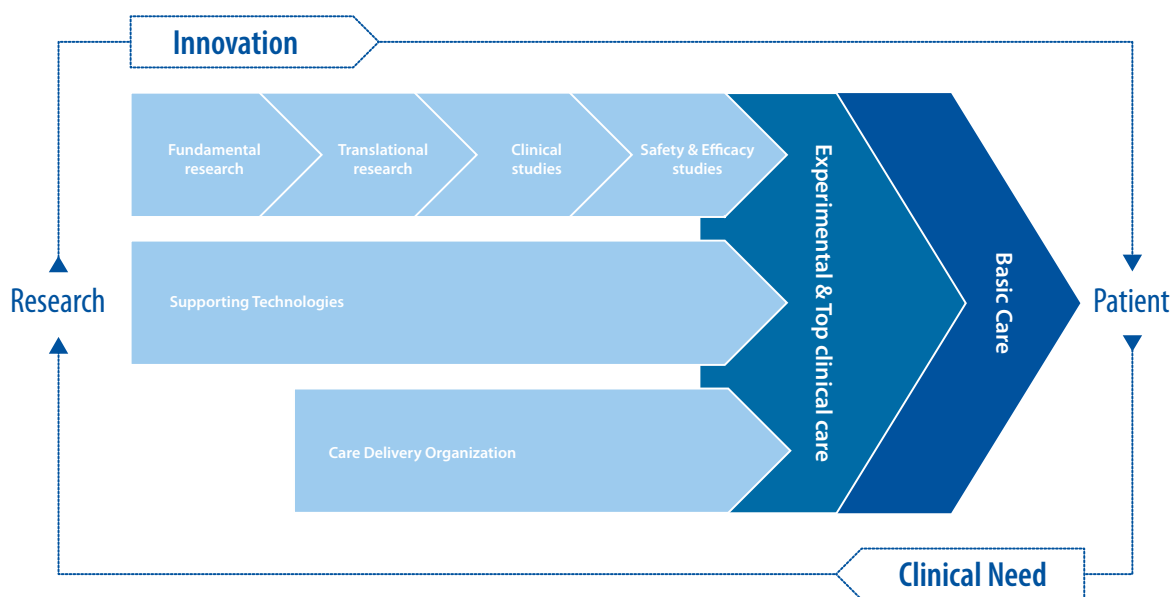 Innovation
Fundamental
research
Translational
research
Clinical
studies
Safety & Efficacy
studies
Experimental & Top clinical care
Basic Care
Research
Supporting Technologies
Patient
Care Delivery Organization
Clinical Need